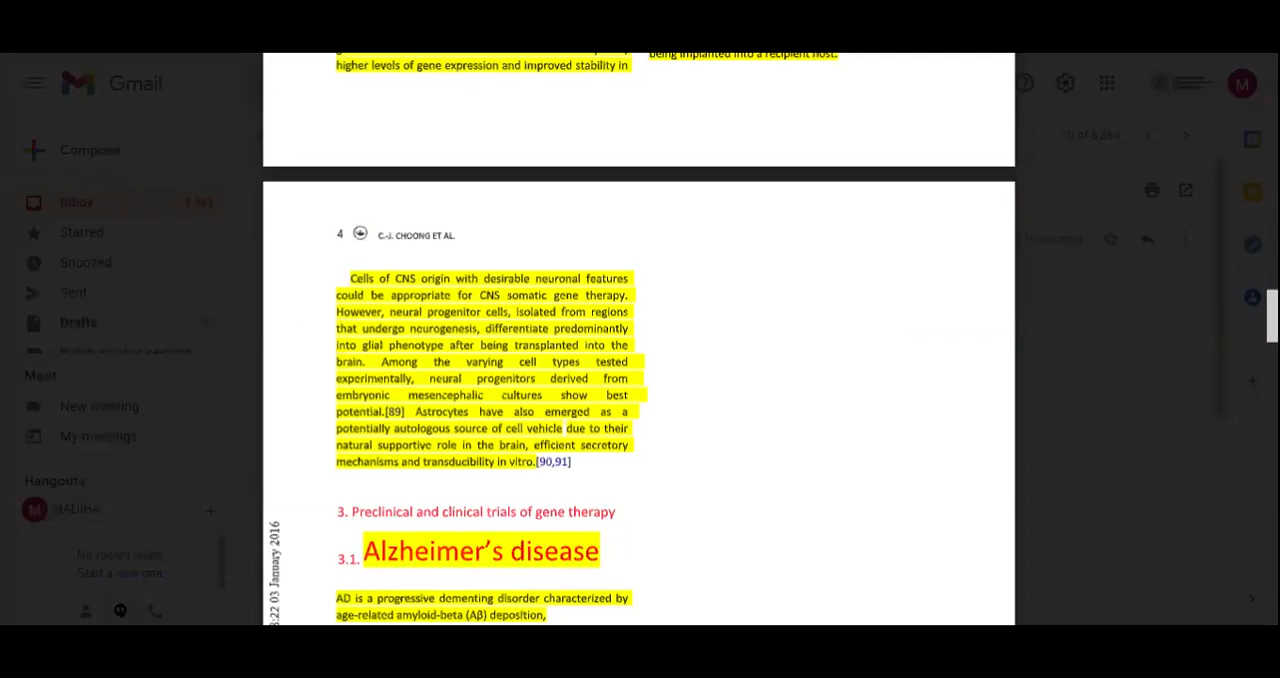 higher levels of gene expression and improved stability in
being implanted into a recipient host.
Gmail
M
Compose
Inbox
Starred
Snoozed
Sent
Drafts
Meet
New meeting
My meetings
Hangouts
M
MADIHA
No recent chats
Start a new one
4 C.-J. CHOONG ET AL.
Cells of CNS origin with desirable neuronal features
could be appropriate for CNS somatic gene therapy.
However, neural progenitor cells, isolated from regions
that undergo neurogenesis, differentiate predominantly
into glial phenotype after being transplanted into the
brain. Among the varying cell types tested
experimentally, neural progenitors derived from
embryonic mesencephalic cultures show best
potential.[89] Astrocytes have also emerged as a
potentially autologous source of cell vehicle due to their
natural supportive role in the brain, efficient secretory
mechanisms and transducibility in vitro.[90,91]
3. Preclinical and clinical trials of gene therapy
3.1. Alzheimer's disease
AD is a progressive dementing disorder characterized by
age-related amyloid-beta (Aβ) deposition,
:22 03 January 2016